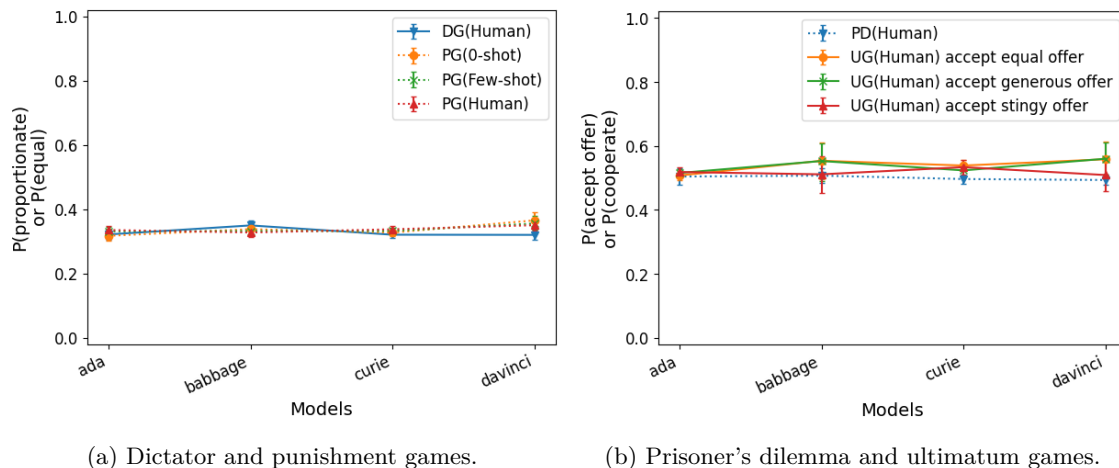 1.0
0.8
0.6
0.4
0.2
0.0
P(proportionate)
or P(equal)
DG(Human)
PG(0-shot)
PG(Few-shot)
PG(Human)
ada
babbage
curie
davinci
Models
(a) Dictator and punishment games.
1.0
0.8
0.6
0.4
0.2
0.0
P(accept offer)
or P(cooperate)
PD(Human)
UG(Human) accept equal offer
UG(Human) accept generous offer
UG(Human) accept stingy offer
ada
babbage
curie
davinci
Models
(b) Prisoner's dilemma and ultimatum games.